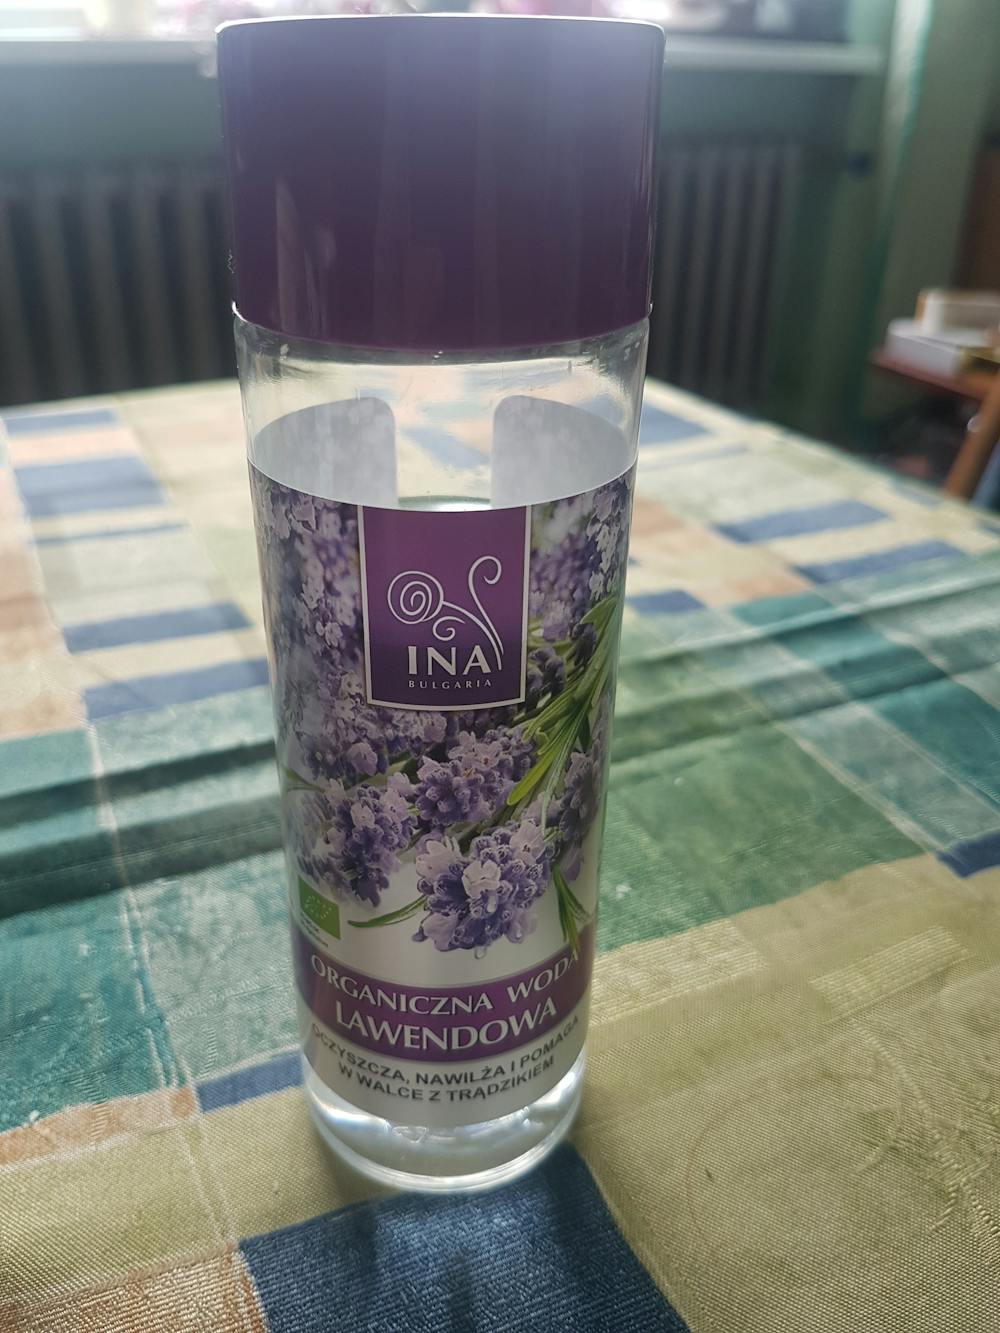 INA
BULGARIA
ORGANICZNA WODA
LAWENDOWA
OCZYSZCZA, NAWILŻA I POMAGA
W WALCE Z TRĄDZIKIEM